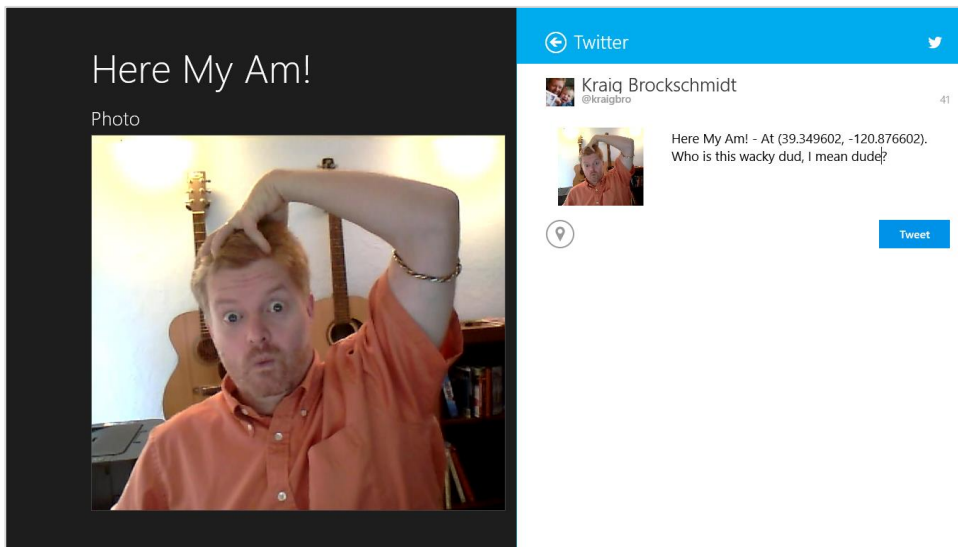 Here My Am!
Photo
Twitter
Kraig Brockschmidt
@kraigbro
41
Here My Am! - At (39.349602, -120.876602).
Who is this wacky dud, I mean dude?
Tweet